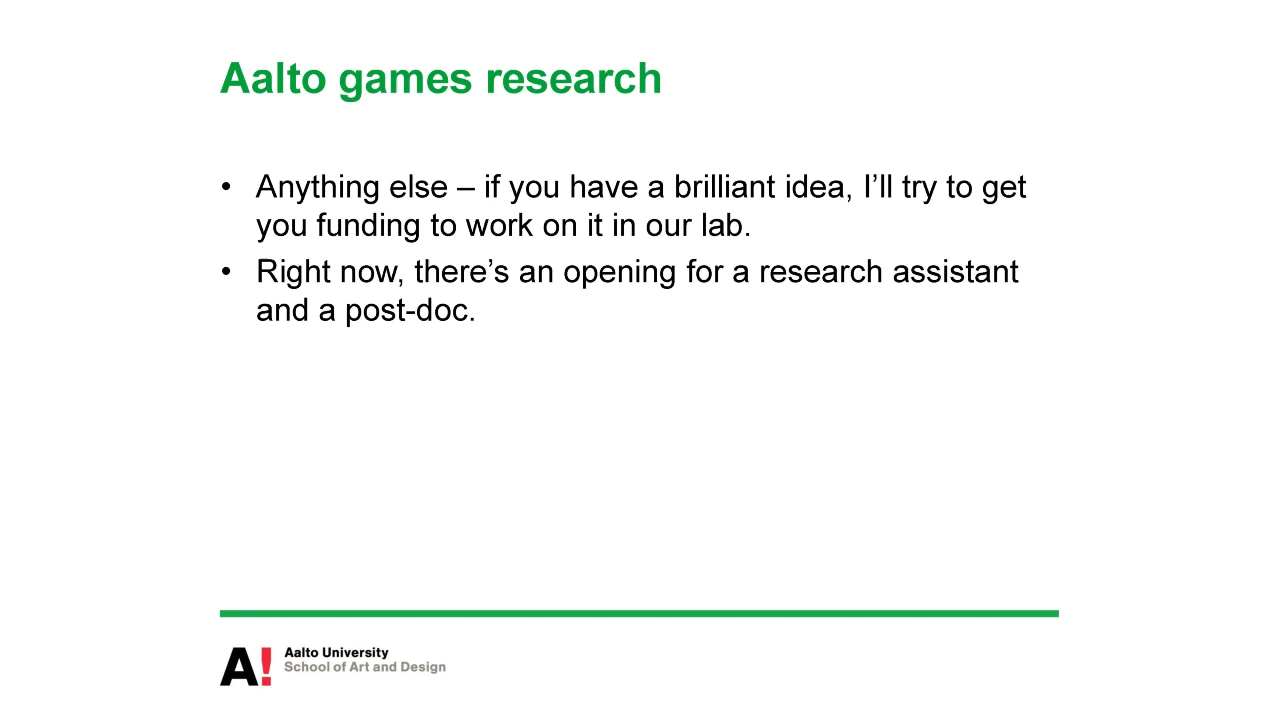 Aalto games research
• Anything else – if you have a brilliant idea, I’ll try to get
you funding to work on it in our lab.
• Right now, there’s an opening for a research assistant
and a post-doc.
A!
Aalto University
School of Art and Design